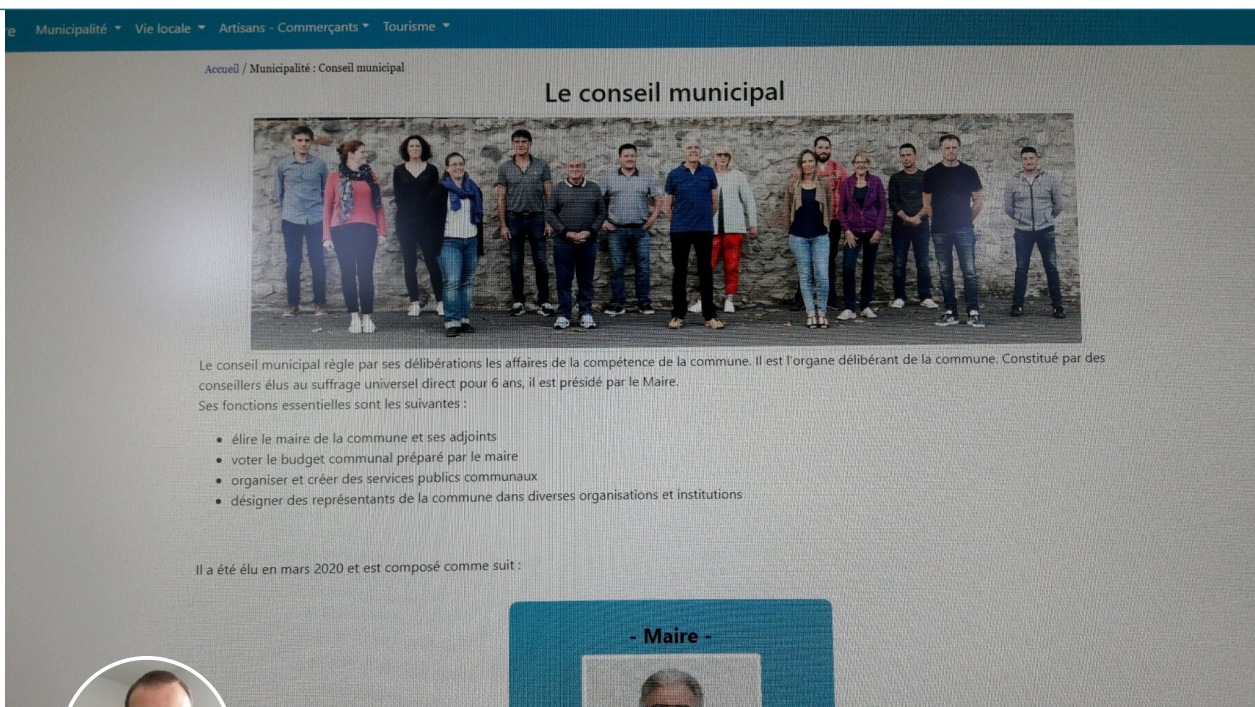 Municipalité Vie locale Artisans - Commerçants Tourisme
Accueil / Municipalité : Conseil municipal
Le conseil municipal
Le conseil municipal règle par ses délibérations les affaires de la compétence de la commune. Il est l'organe délibérant de la commune. Constitué par des
conseillers élus au suffrage universel direct pour 6 ans, il est présidé par le Maire.
Ses fonctions essentielles sont les suivantes :
• élire le maire de la commune et ses adjoints
• voter le budget communal préparé par le maire
• organiser et créer des services publics communaux
• désigner des représentants de la commune dans diverses organisations et institutions
Il a été élu en mars 2020 et est composé comme suit :
- Maire -